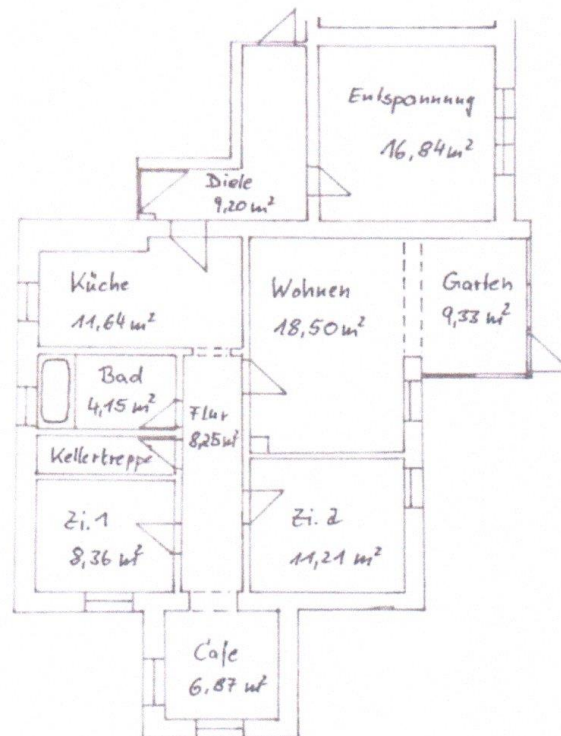 Entspannung
16,84 m²
Diele
9,20 m²
Küche
11,64 m²
Wohnen
18,50 m²
Garten
9,33 m²
Bad
4,15 m²
Flur
8,25 m²
Kellertreppe
Zi. 1
8,36 m²
Zi. 2
11,21 m²
Cafe
6,87 m²